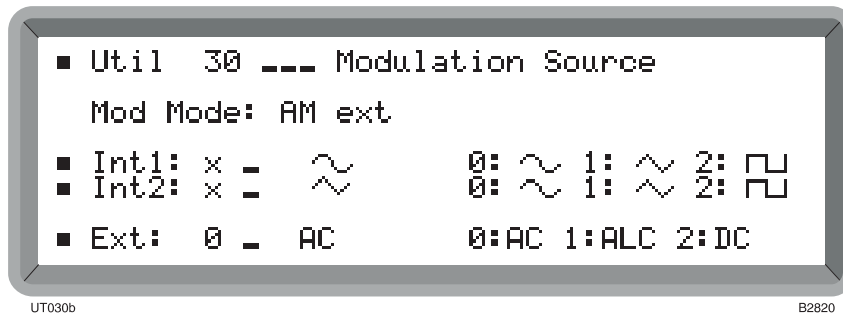 ■ Util 30 ___ Modulation Source
Mod Mode: AM ext
■ Int1: x _ 0: 1: 2:
■ Int2: x _ 0: 1: 2:
■ Ext: 0 _ AC 0:AC 1:ALC 2:DC
UT030b B2820